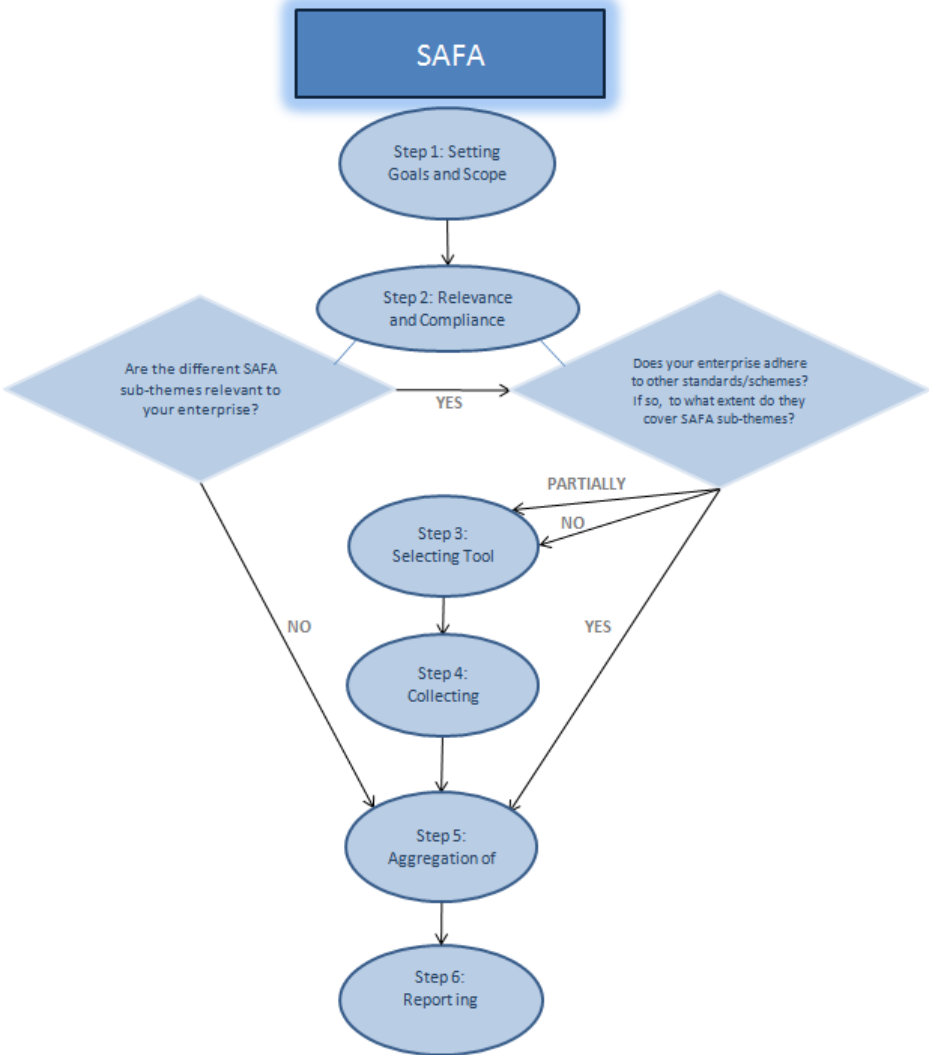 SAFA
Step 1: Setting
Goals and Scope
Step 2: Relevance
and Compliance
Are the different SAFA
sub-themes relevant to
your enterprise?
YES
Does your enterprise adhere
to other standards/schemes?
If so, to what extent do they
cover SAFA sub-themes?
PARTIALLY
NO
Step 3:
Selecting Tool
NO
YES
Step 4:
Collecting
Step 5:
Aggregation of
Step 6:
Reporting